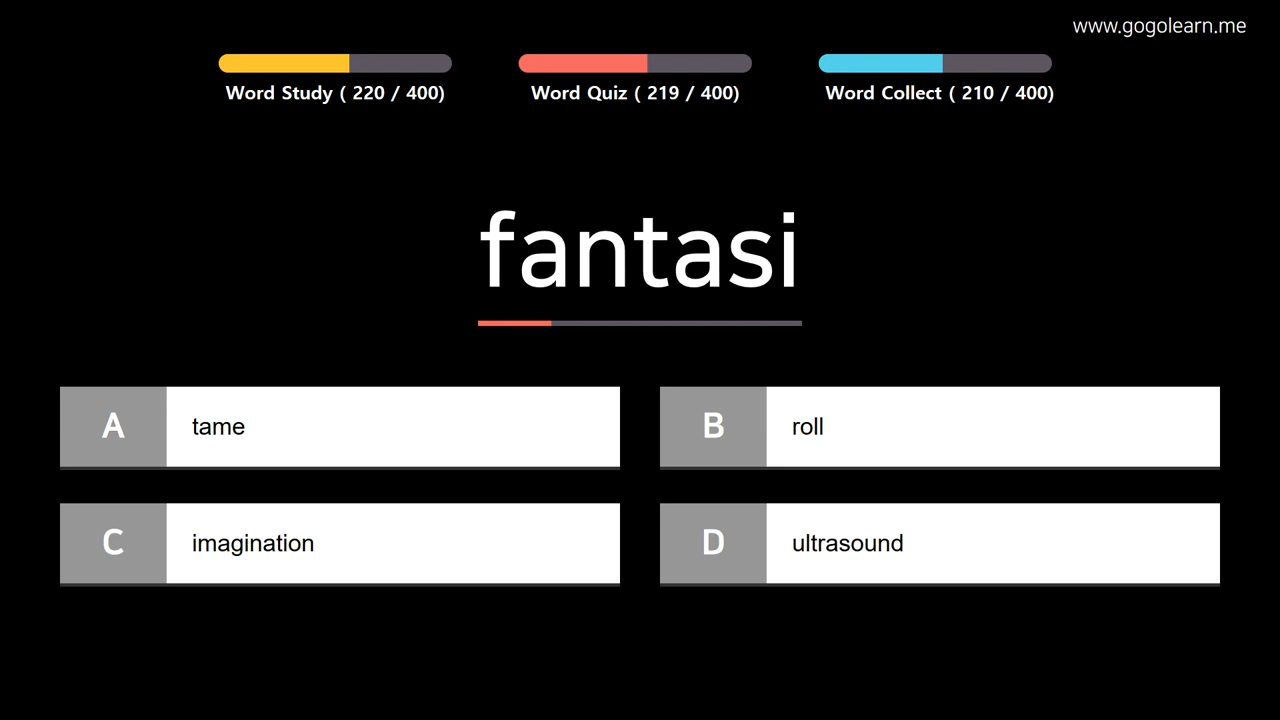 www.gogolearn.me
Word Study ( 220 / 400)
Word Quiz ( 219 / 400)
Word Collect ( 210 / 400)
fantasi
A
tame
B
roll
C
imagination
D
ultrasound